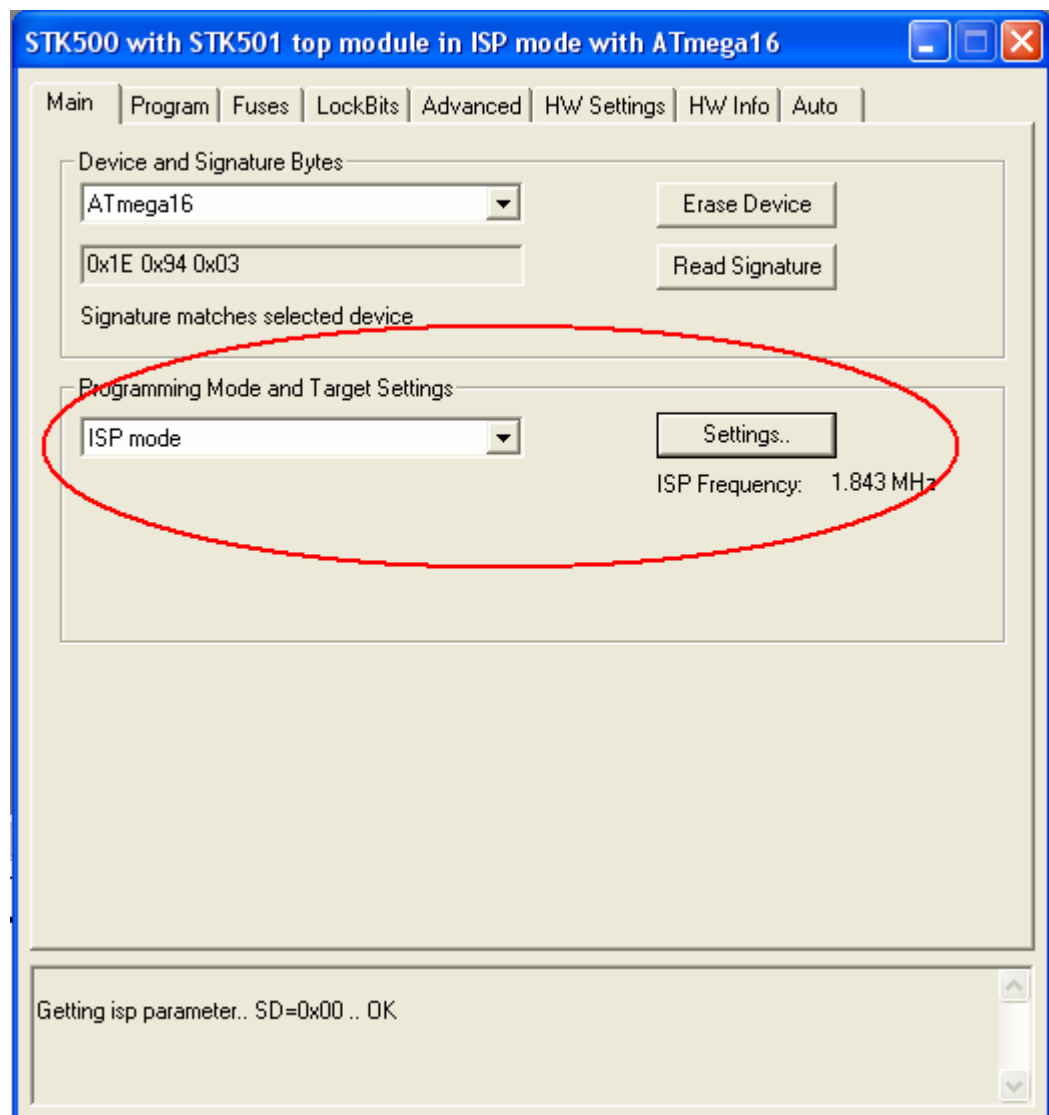 STK500 with STK501 top module in ISP mode with ATmega16
Main Program Fuses LockBits Advanced HW Settings HW Info Auto
Device and Signature Bytes
ATmega16 Erase Device
0x1E 0x94 0x03 Read Signature
Signature matches selected device
Programming Mode and Target Settings
ISP mode Settings..
ISP Frequency: 1.843 MHz
Getting isp parameter.. SD=0x00 .. OK